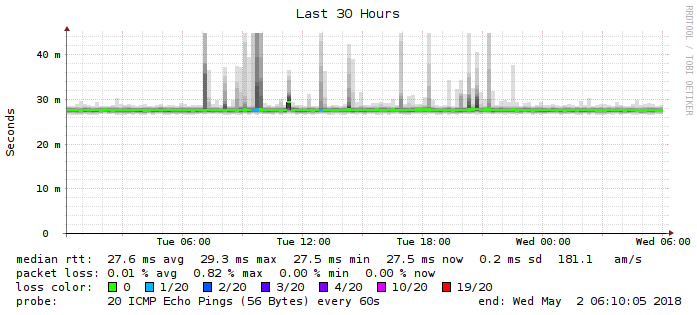 Last 30 Hours
RRDTOOL / TOBI OETIKER
Seconds
40 m
30 m
20 m
10 m
0
Tue 06:00 Tue 12:00 Tue 18:00 Wed 00:00 Wed 06:00
median rtt: 27.6 ms avg 29.3 ms max 27.5 ms min 27.5 ms now 0.2 ms sd 181.1 am/s
packet loss: 0.01 % avg 0.82 % max 0.00 % min 0.00 % now
loss color: 0 1/20 2/20 3/20 4/20 10/20 19/20
probe: 20 ICMP Echo Pings (56 Bytes) every 60s end: Wed May 2 06:10:05 2018